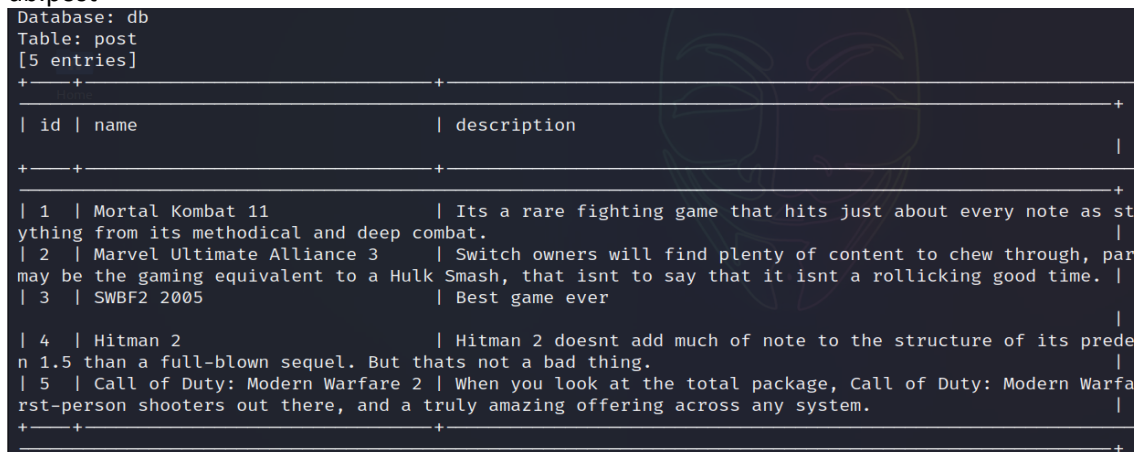 Database: db
Table: post
[5 entries]
| id | name | description
|
| 1 | Mortal Kombat 11 | Its a rare fighting game that hits just about every note as st
ything from its methodical and deep combat. |
| 2 | Marvel Ultimate Alliance 3 | Switch owners will find plenty of content to chew through, par
may be the gaming equivalent to a Hulk Smash, that isnt to say that it isnt a rollicking good time. |
| 3 | SWBF2 2005 | Best game ever
|
| 4 | Hitman 2 | Hitman 2 doesnt add much of note to the structure of its prede
n 1.5 than a full-blown sequel. But thats not a bad thing. |
| 5 | Call of Duty: Modern Warfare 2 | When you look at the total package, Call of Duty: Modern Warfa
rst-person shooters out there, and a truly amazing offering across any system. |